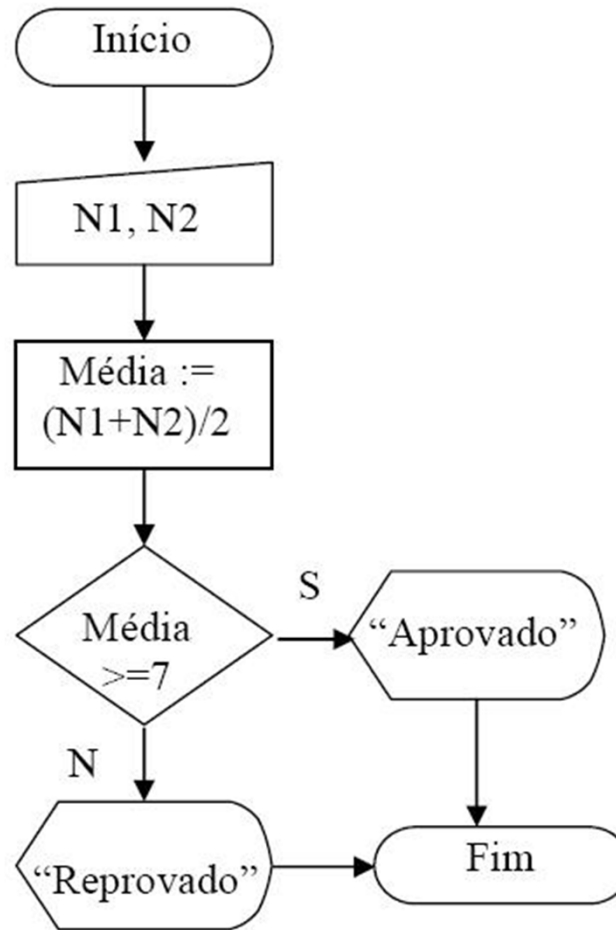 Início
N1, N2
Média :=
(N1+N2)/2
Média
>=7
S
“Aprovado”
N
“Reprovado”
Fim